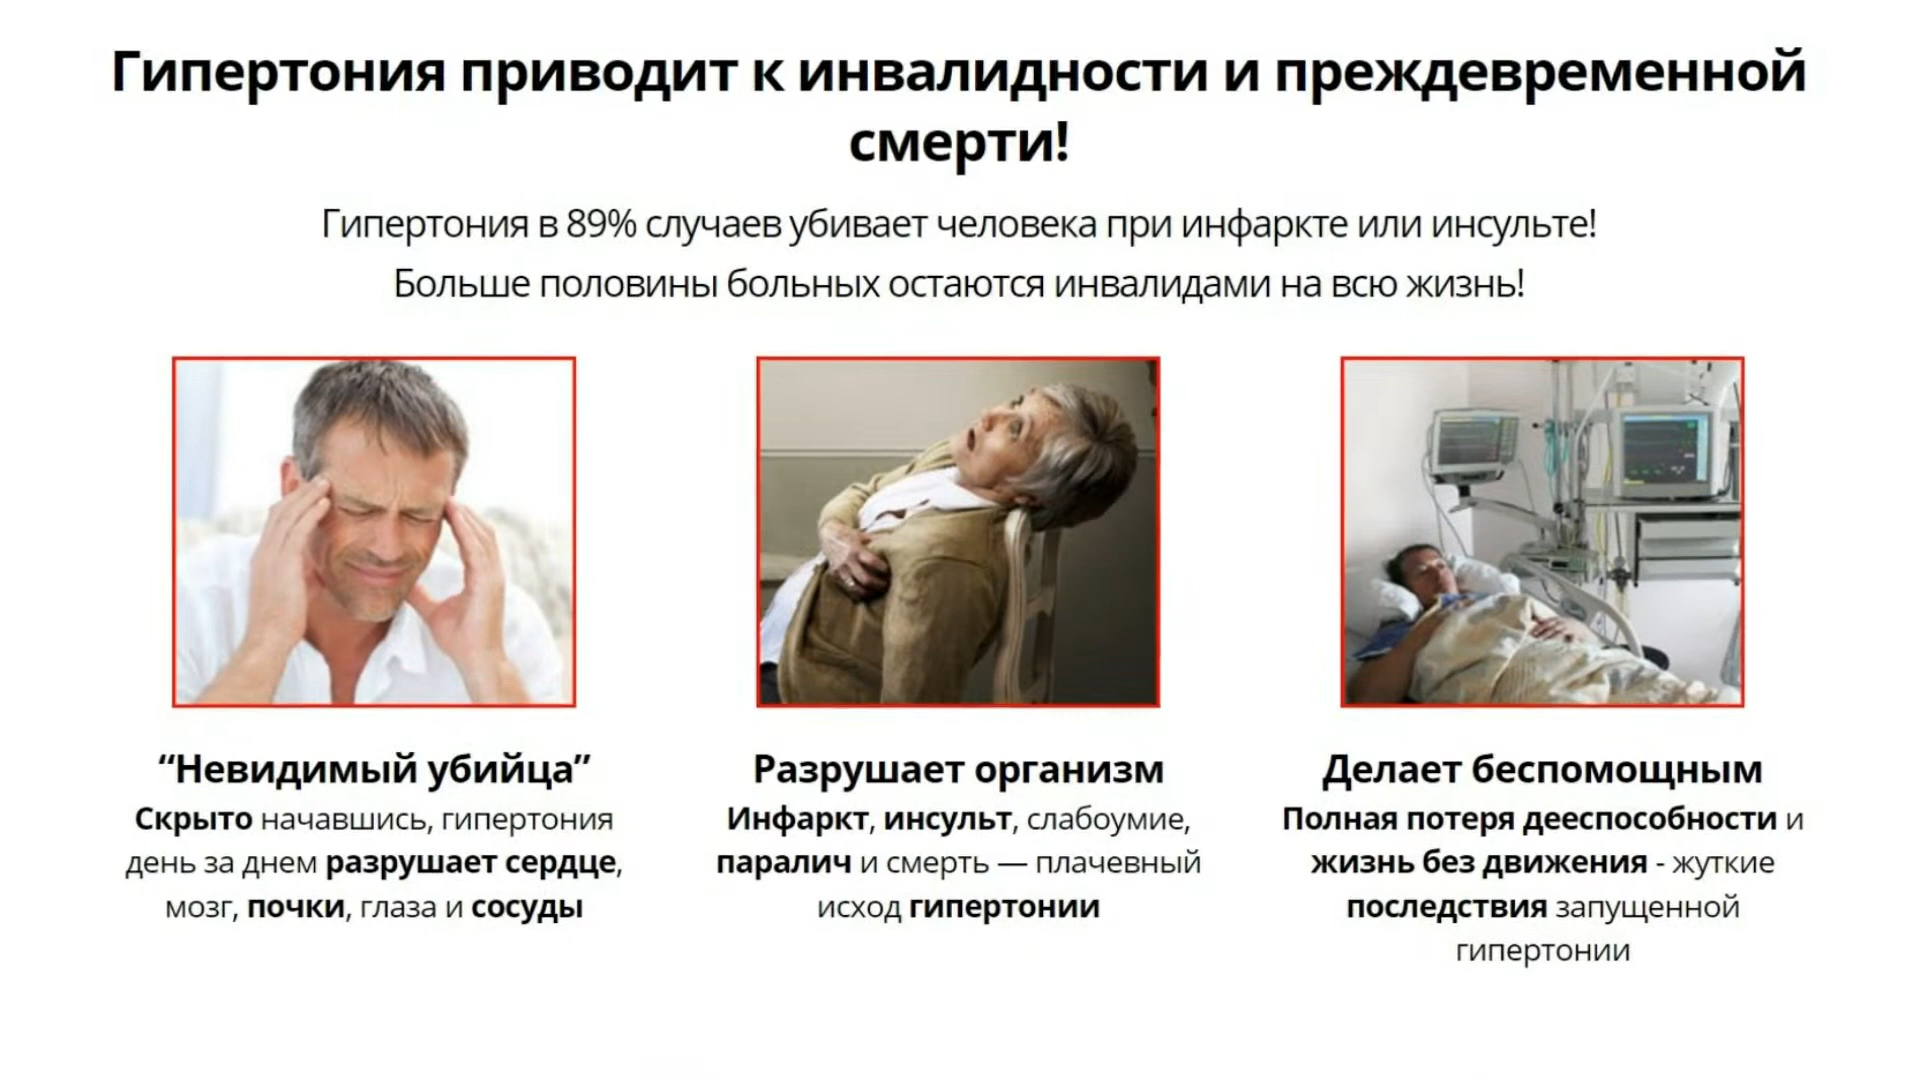 Гипертония приводит к инвалидности и преждевременной
смерти!
Гипертония в 89% случаев убивает человека при инфаркте или инсульте!
Больше половины больных остаются инвалидами на всю жизнь!
“Невидимый убийца”
Скрыто начавшись, гипертония
день за днем разрушает сердце,
мозг, почки, глаза и сосуды
Разрушает организм
Инфаркт, инсульт, слабоумие,
паралич и смерть — плачевный
исход гипертонии
Делает беспомощным
Полная потеря дееспособности и
жизнь без движения - жуткие
последствия запущенной
гипертонии